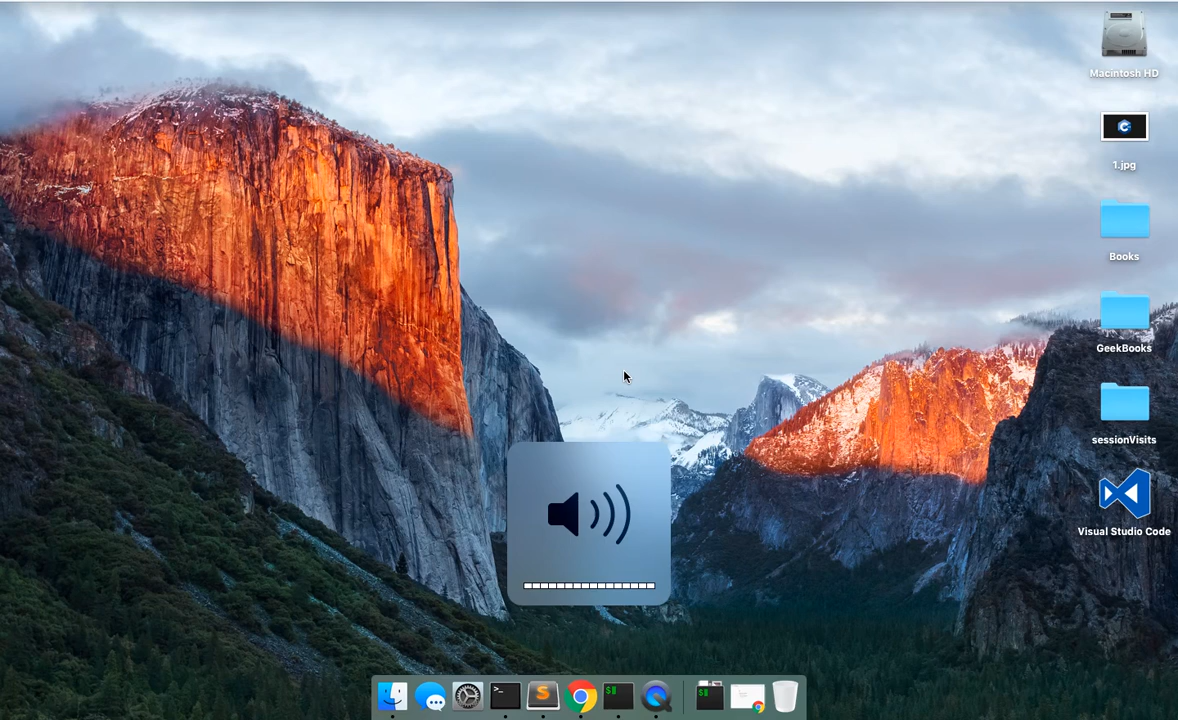 Macintosh HD
1.jpg
Books
GeekBooks
sessionVisits
Visual Studio Code